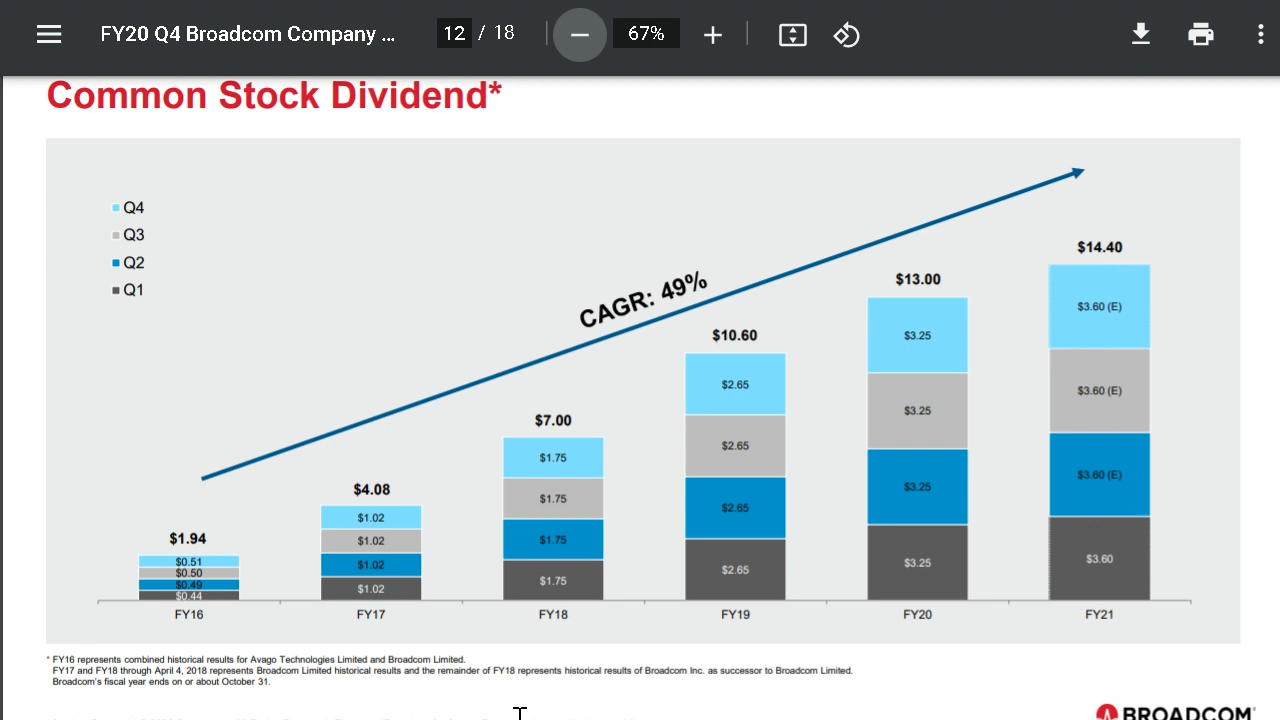 FY20 Q4 Broadcom Company ... 12 / 18 67%
Common Stock Dividend*
Q4
Q3
Q2
Q1
CAGR: 49%
$1.94
$0.51
$0.50
$0.49
$0.44
$4.08
$1.02
$1.02
$1.02
$1.02
$7.00
$1.75
$1.75
$1.75
$1.75
$10.60
$2.65
$2.65
$2.65
$2.65
$13.00
$3.25
$3.25
$3.25
$3.25
$14.40
$3.60 (E)
$3.60 (E)
$3.60 (E)
$3.60
FY16 FY17 FY18 FY19 FY20 FY21
* FY16 represents combined historical results for Avago Technologies Limited and Broadcom Limited.
FY17 and FY18 through April 4, 2018 represents Broadcom Limited historical results and the remainder of FY18 represents historical results of Broadcom Inc. as successor to Broadcom Limited.
Broadcom's fiscal year ends on or about October 31.
BROADCOM